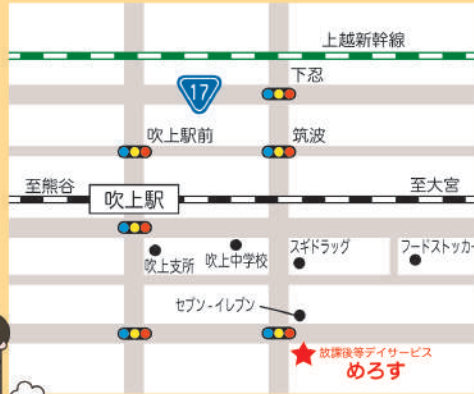 上越新幹線
下忍
17
吹上駅前
筑波
至熊谷
至大宮
吹上駅
吹上支所
吹上中学校
スギドラッグ
フードストッカー
セブン-イレブン
放課後等デイサービス
めろす